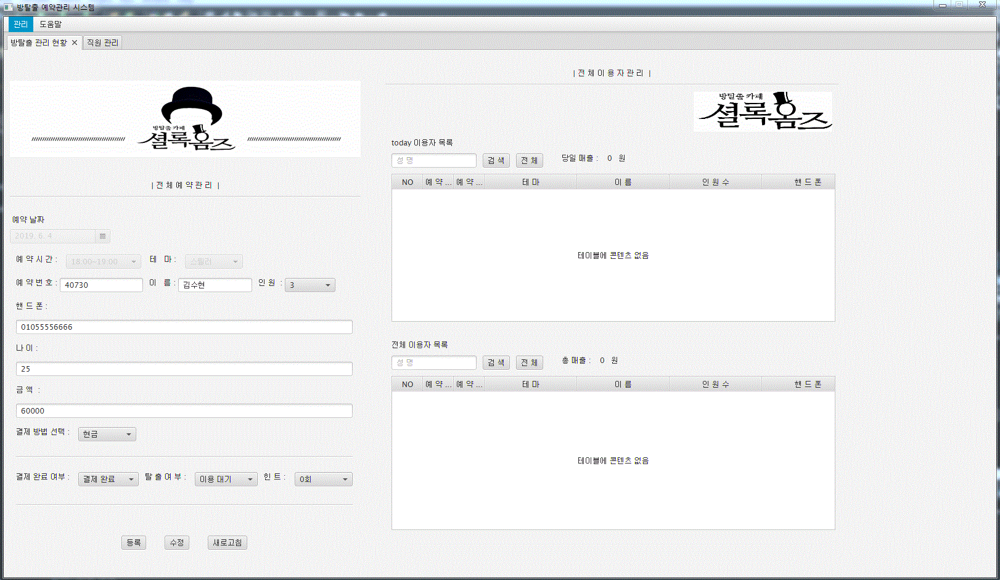 방탈출 예약관리 시스템
관리 도움말
방탈출 관리 현황 직원 관리
방탈출 카페
셜록홈즈
| 전 체 예 약 관 리 |
예약 날짜
2019. 6. 4
예 약 시 간 : 18:00~19:00 테 마 : 스릴러
예 약 번 호 : 40730 이 름 : 김수현 인 원 : 3
핸 드 폰 :
01055556666
나 이 :
25
금 액 :
60000
결제 방법 선택 : 현금
결제 완료 여부 : 결제 완료 탈 출 여 부 : 이용 대기 힌 트 : 0회
등록 수정 새로고침
| 전 체 이 용 자 관 리 |
방탈출 카페
셜록홈즈
today 이용자 목록
성 명 검 색 전 체 당일 매출 : 0 원
NO 예 약 ... 예 약 ... 테 마 이 름 인 원 수 핸 드 폰
테이블에 콘텐츠 없음
전체 이용자 목록
성 명 검 색 전 체 총 매출 : 0 원
NO 예 약 ... 예 약 ... 테 마 이 름 인 원 수 핸 드 폰
테이블에 콘텐츠 없음